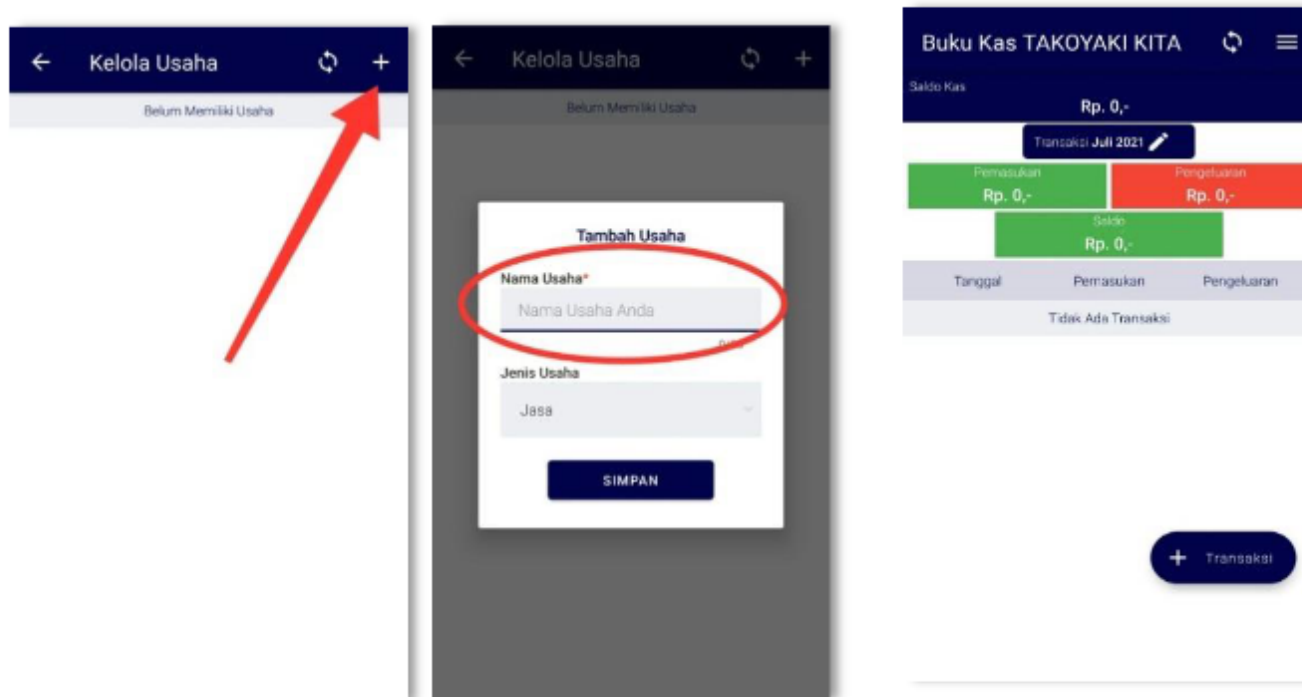 Kelola Usaha
Belum Memiliki Usaha
Kelola Usaha
Belum Memiliki Usaha
Tambah Usaha
Nama Usaha*
Nama Usaha Anda
Jenis Usaha
Jasa
SIMPAN
Buku Kas TAKOYAKI KITA
Saldo Kas
Rp. 0,-
Transaksi Juli 2021
Pemasukan Pengeluaran
Rp. 0,- Rp. 0,-
Saldo
Rp. 0,-
Tanggal Pemasukan Pengeluaran
Tidak Ada Transaksi
+ Transaksi